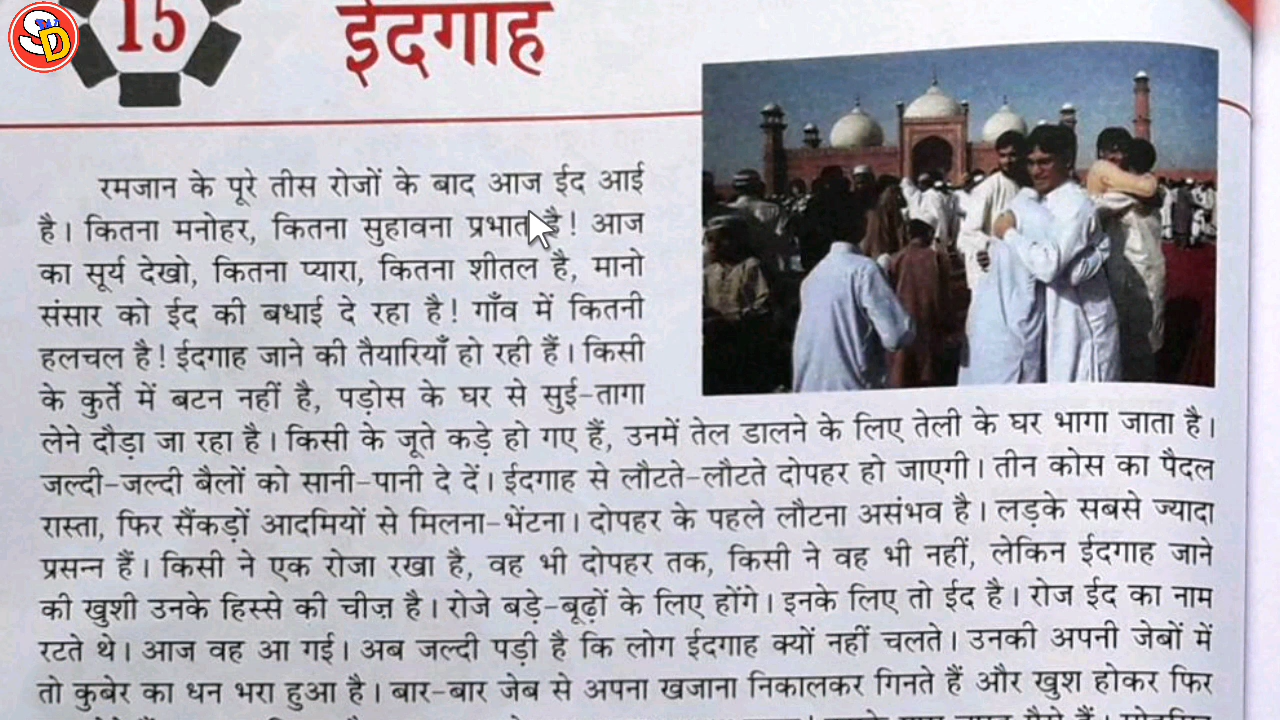 SD
15
ईदगाह
रमजान के पूरे तीस रोजों के बाद आज ईद आई
है। कितना मनोहर, कितना सुहावना प्रभात है! आज
का सूर्य देखो, कितना प्यारा, कितना शीतल है, मानो
संसार को ईद की बधाई दे रहा है! गाँव में कितनी
हलचल है! ईदगाह जाने की तैयारियाँ हो रही हैं। किसी
के कुर्ते में बटन नहीं है, पड़ोस के घर से सुई-तागा
लेने दौड़ा जा रहा है। किसी के जूते कड़े हो गए हैं, उनमें तेल डालने के लिए तेली के घर भागा जाता है।
जल्दी-जल्दी बैलों को सानी-पानी दे दें। ईदगाह से लौटते-लौटते दोपहर हो जाएगी। तीन कोस का पैदल
रास्ता, फिर सैंकड़ों आदमियों से मिलना-भेंटना। दोपहर के पहले लौटना असंभव है। लड़के सबसे ज्यादा
प्रसन्न हैं। किसी ने एक रोजा रखा है, वह भी दोपहर तक, किसी ने वह भी नहीं, लेकिन ईदगाह जाने
की खुशी उनके हिस्से की चीज़ है। रोजे बड़े-बूढ़ों के लिए होंगे। इनके लिए तो ईद है। रोज ईद का नाम
रटते थे। आज वह आ गई। अब जल्दी पड़ी है कि लोग ईदगाह क्यों नहीं चलते। उनकी अपनी जेबों में
तो कुबेर का धन भरा हुआ है। बार-बार जेब से अपना खजाना निकालकर गिनते हैं और खुश होकर फिर